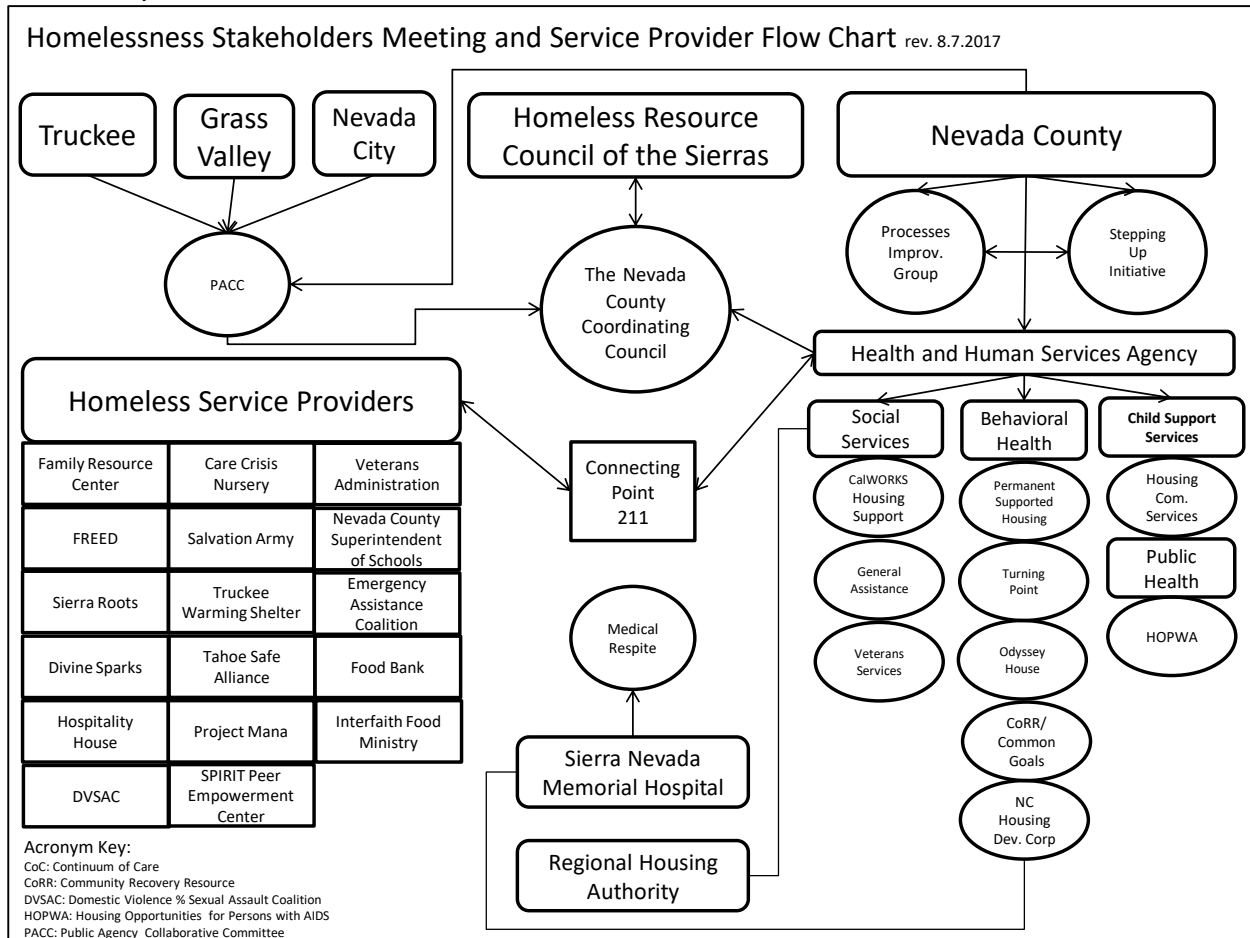 Homelessness Stakeholders Meeting and Service Provider Flow Chart rev. 8.7.2017
Truckee
Grass
Valley
Nevada
City
Homeless Resource
Council of the Sierras
Nevada County
PACC
The Nevada
County
Coordinating
Council
Processes
Improv.
Group
Stepping
Up
Initiative
Health and Human Services Agency
Homeless Service Providers
Family Resource
Center
Care Crisis
Nursery
Veterans
Administration
FREED
Salvation Army
Nevada County
Superintendent
of Schools
Sierra Roots
Truckee
Warming Shelter
Emergency
Assistance
Coalition
Divine Sparks
Tahoe Safe
Alliance
Food Bank
Hospitality
House
Project Mana
Interfaith Food
Ministry
DVSAC
SPIRIT Peer
Empowerment
Center
Connecting
Point
211
Medical
Respite
Sierra Nevada
Memorial Hospital
Regional Housing
Authority
Social
Services
CalWORKS
Housing
Support
General
Assistance
Veterans
Services
Behavioral
Health
Permanent
Supported
Housing
Turning
Point
Odyssey
House
CoRR/
Common
Goals
NC
Housing
Dev. Corp
Child Support
Services
Housing
Com.
Services
Public
Health
HOPWA
Acronym Key:
CoC: Continuum of Care
CoRR: Community Recovery Resource
DVSAC: Domestic Violence % Sexual Assault Coalition
HOPWA: Housing Opportunities for Persons with AIDS
PACC: Public Agency Collaborative Committee